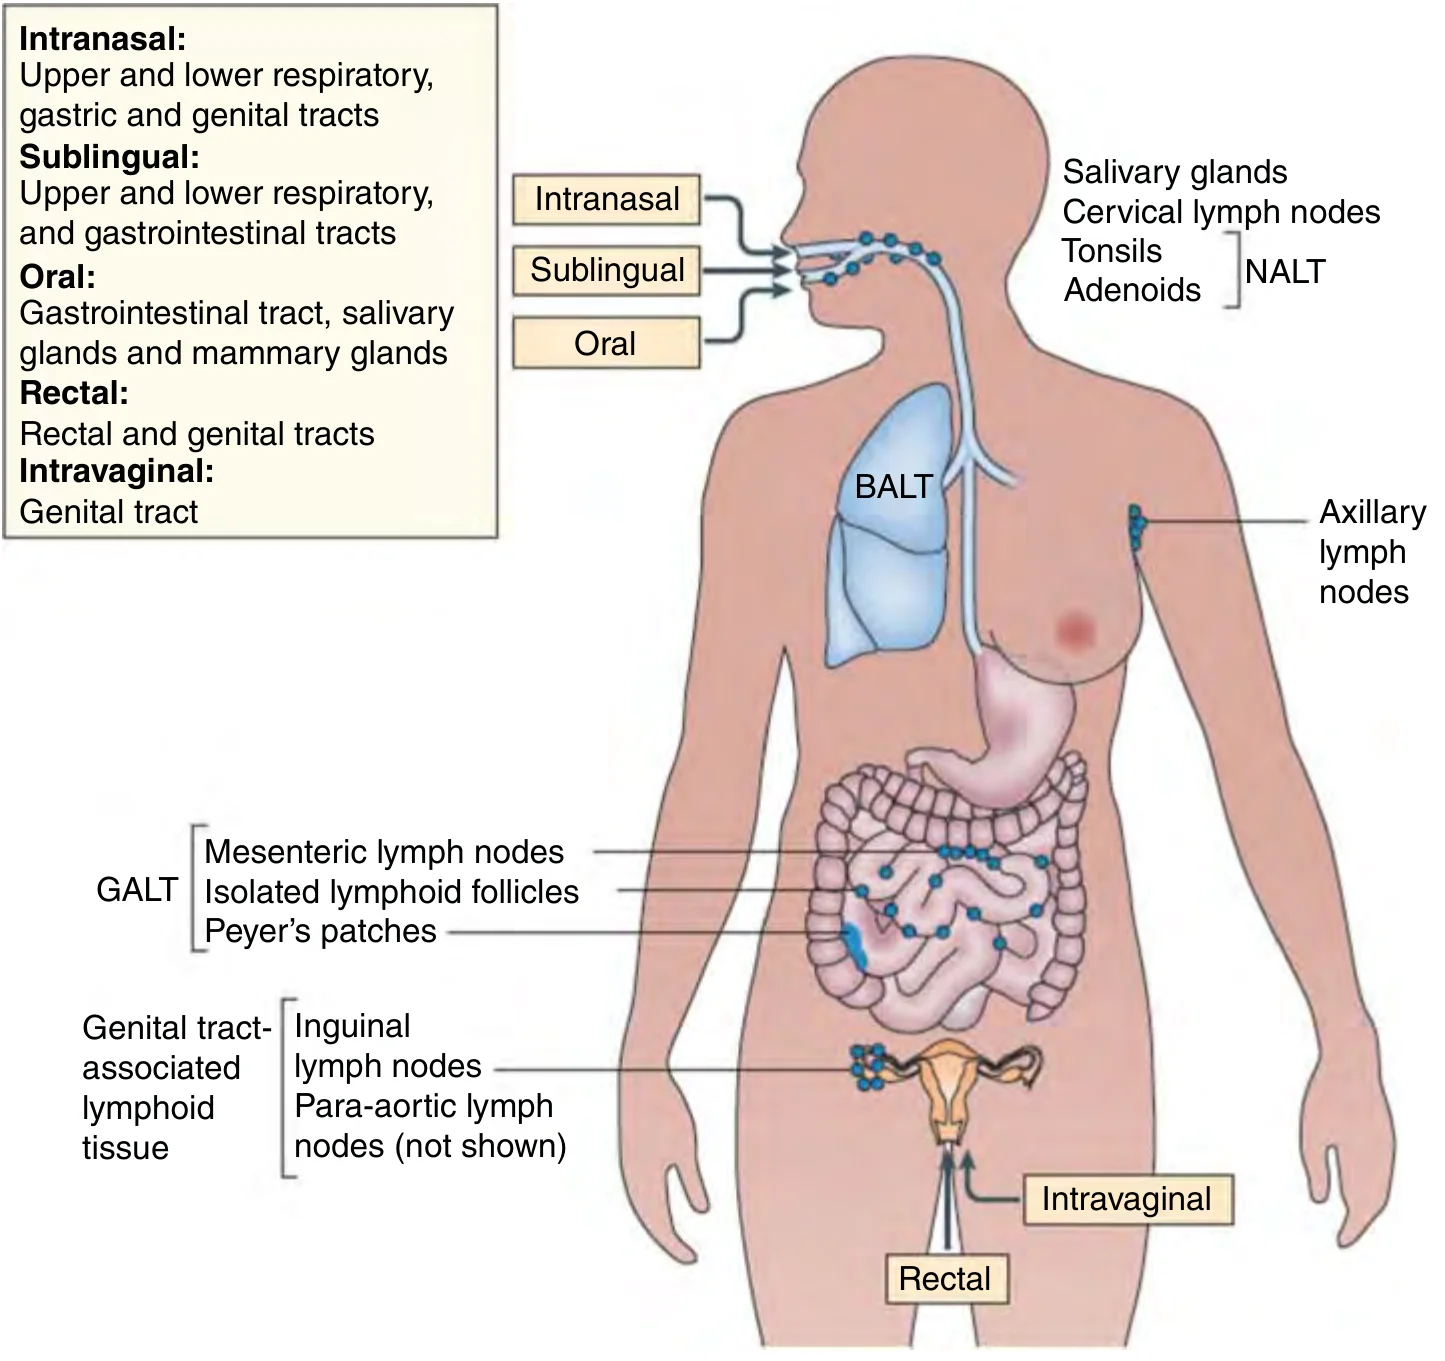 Intranasal:
Upper and lower respiratory,
gastric and genital tracts
Sublingual:
Upper and lower respiratory,
and gastrointestinal tracts
Oral:
Gastrointestinal tract, salivary
glands and mammary glands
Rectal:
Rectal and genital tracts
Intravaginal:
Genital tract
Intranasal
Sublingual
Oral
Salivary glands
Cervical lymph nodes
Tonsils
Adenoids
NALT
BALT
Axillary
lymph
nodes
GALT
Mesenteric lymph nodes
Isolated lymphoid follicles
Peyer's patches
Genital tract-
associated
lymphoid
tissue
Inguinal
lymph nodes
Para-aortic lymph
nodes (not shown)
Intravaginal
Rectal